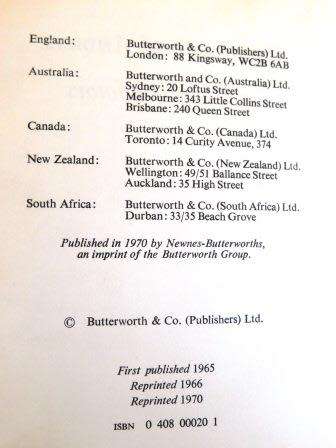 England: Butterworth & Co. (Publishers) Ltd.
London: 88 Kingsway, WC2B 6AB
Australia: Butterworth and Co. (Australia) Ltd.
Sydney: 20 Loftus Street
Melbourne: 343 Little Collins Street
Brisbane: 240 Queen Street
Canada: Butterworth & Co. (Canada) Ltd.
Toronto: 14 Curity Avenue, 374
New Zealand: Butterworth & Co. (New Zealand) Ltd.
Wellington: 49/51 Ballance Street
Auckland: 35 High Street
South Africa: Butterworth & Co. (South Africa) Ltd.
Durban: 33/35 Beach Grove
Published in 1970 by Newnes-Butterworths,
an imprint of the Butterworth Group.
© Butterworth & Co. (Publishers) Ltd.
First published 1965
Reprinted 1966
Reprinted 1970
ISBN 0 408 00020 1